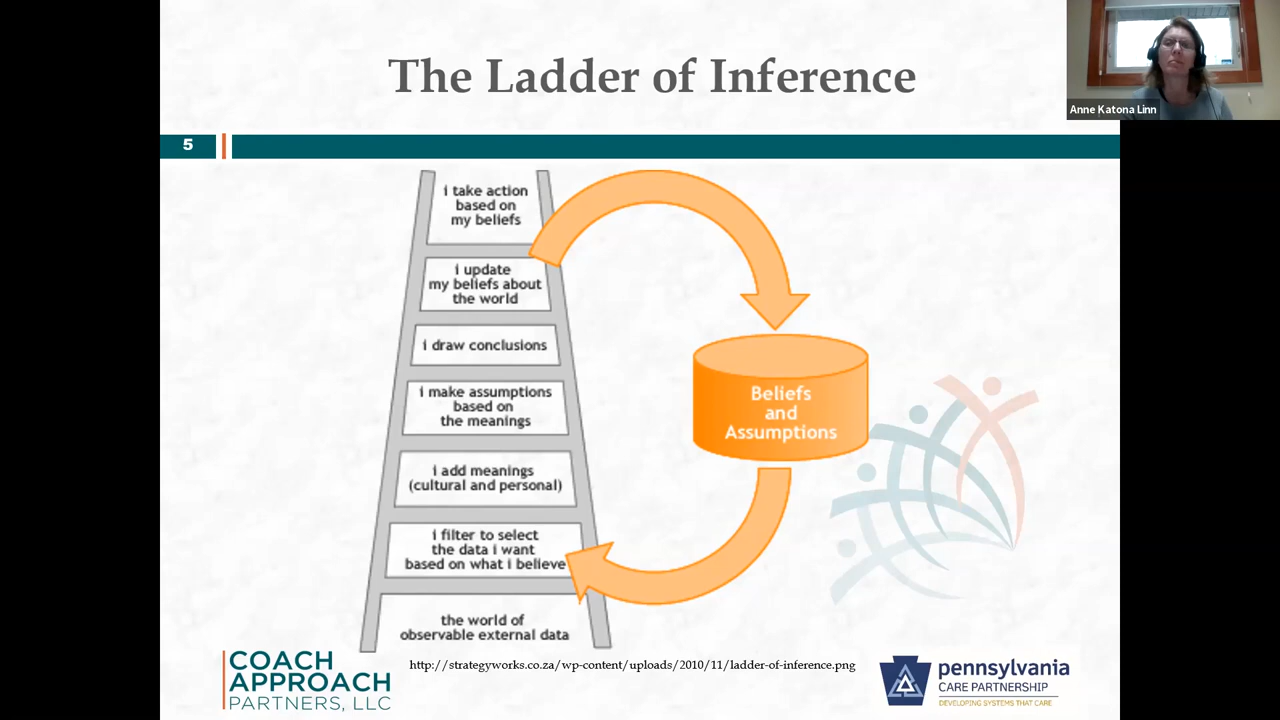 The Ladder of Inference
Anne Katona Linn
5
i take action
based on
my beliefs
i update
my beliefs about
the world
i draw conclusions
i make assumptions
based on
the meanings
i add meanings
(cultural and personal)
i filter to select
the data i want
based on what i believe
the world of
observable external data
Beliefs
and
Assumptions
http://strategyworks.co.za/wp-content/uploads/2010/11/ladder-of-inference.png
COACH
APPROACH
PARTNERS, LLC
pennsylvania
CARE PARTNERSHIP
DEVELOPING SYSTEMS THAT CARE